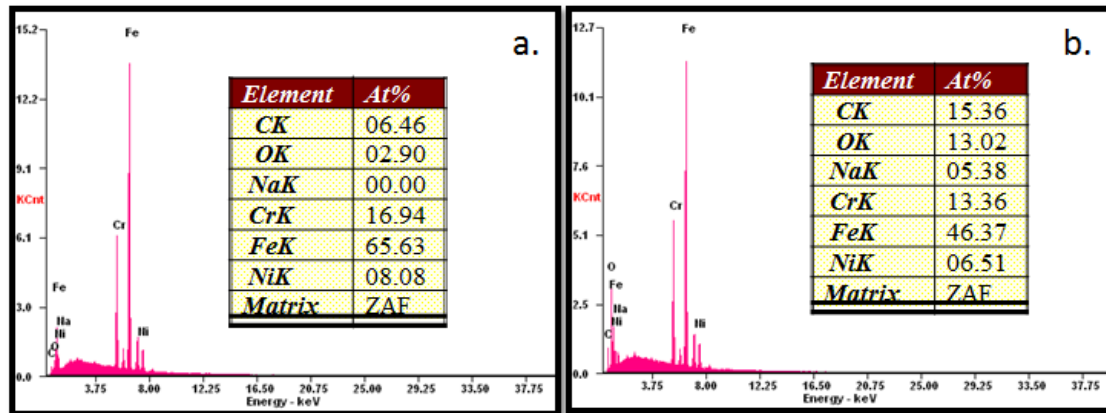 a.
15.2
12.2
9.1
KCnt
6.1
3.0
0.0
Fe
Cr
Fe
Na
Ni
O
C
Ni
3.75 8.00 12.25 16.50 20.75 25.00 29.25 33.50 37.75
Energy - keV
Element At%
CK 06.46
OK 02.90
NaK 00.00
CrK 16.94
FeK 65.63
NiK 08.08
Matrix ZAF
b.
12.7
10.1
7.6
KCnt
5.1
2.5
0.0
Fe
Cr
O
Fe
Na
Ni
C
Ni
3.75 8.00 12.25 16.50 20.75 25.00 29.25 33.50 37.75
Energy - keV
Element At%
CK 15.36
OK 13.02
NaK 05.38
CrK 13.36
FeK 46.37
NiK 06.51
Matrix ZAF